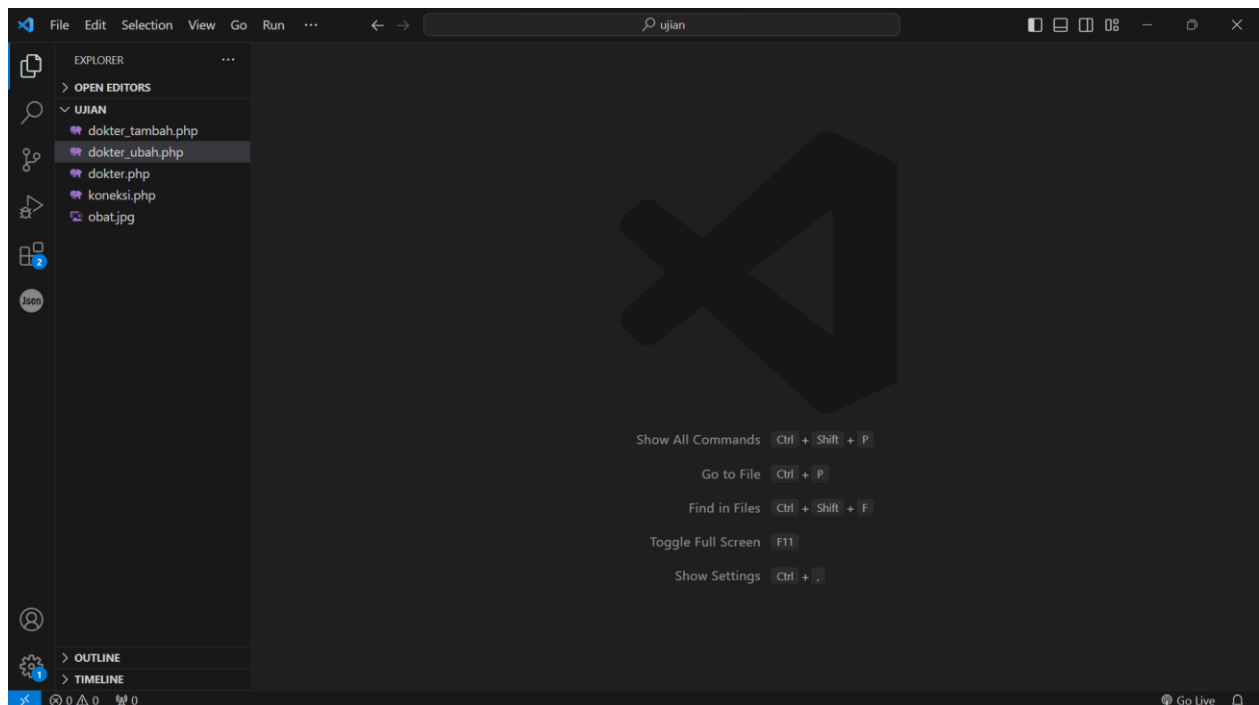 File Edit Selection View Go Run ··· ujian
EXPLORER ···
OPEN EDITORS
UJIAN
dokter_tambah.php
dokter_ubah.php
dokter.php
koneksi.php
obat.jpg
2
Json
Show All Commands Ctrl + Shift + P
Go to File Ctrl + P
Find in Files Ctrl + Shift + F
Toggle Full Screen F11
Show Settings Ctrl + ,
OUTLINE
1
TIMELINE
0 0 0 Go Live